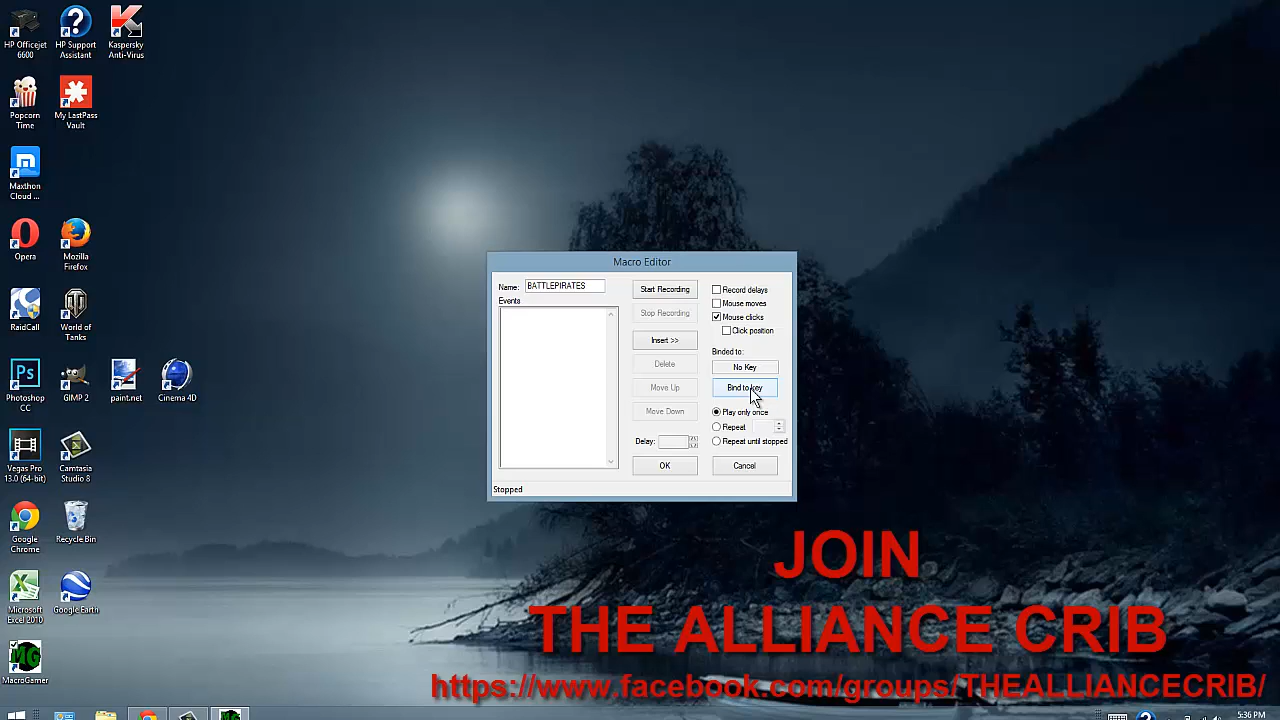 HP Officejet
6600
HP Support
Assistant
Kaspersky
Anti-Virus
Popcorn
Time
My LastPass
Vault
Maxthon
Cloud ...
Opera
Mozilla
Firefox
RaidCall
World of
Tanks
Ps
Photoshop
CC
GIMP 2
paint.net
Cinema 4D
Vegas Pro
13.0 (64-bit)
Camtasia
Studio 8
Google
Chrome
Recycle Bin
Microsoft
Excel 2010
Google Earth
MG
MacroGamer
Macro Editor
Name:
BATTLEPIRATES
Events
Start Recording
Stop Recording
Insert >>
Delete
Move Up
Move Down
Delay:
OK
Record delays
Mouse moves
Mouse clicks
Click position
Binded to:
No Key
Bind to key
Play only once
Repeat
Repeat until stopped
Cancel
Stopped
JOIN
THE ALLIANCE CRIB
https://www.facebook.com/groups/THEALLIANCECRIB/
5:36 PM